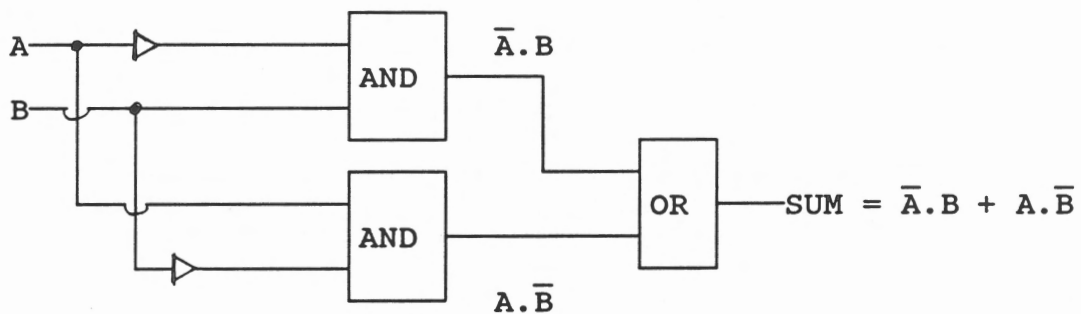 A
A̅.B
AND
B
OR
SUM = A̅.B + A.B̅
AND
A.B̅